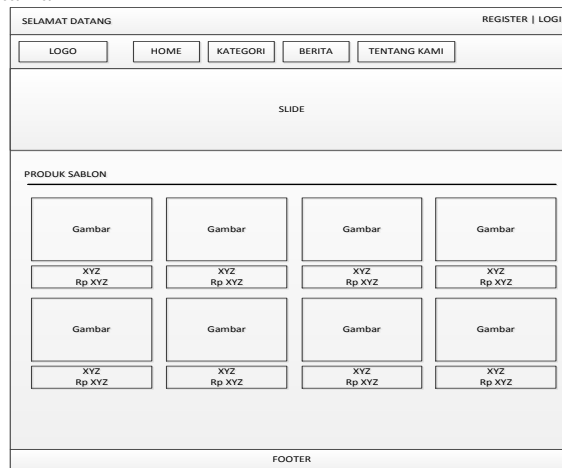 SELAMAT DATANG REGISTER | LOGI
LOGO HOME KATEGORI BERITA TENTANG KAMI
SLIDE
PRODUK SABLON
Gambar Gambar Gambar Gambar
XYZ XYZ XYZ XYZ
Rp XYZ Rp XYZ Rp XYZ Rp XYZ
Gambar Gambar Gambar Gambar
XYZ XYZ XYZ XYZ
Rp XYZ Rp XYZ Rp XYZ Rp XYZ
FOOTER